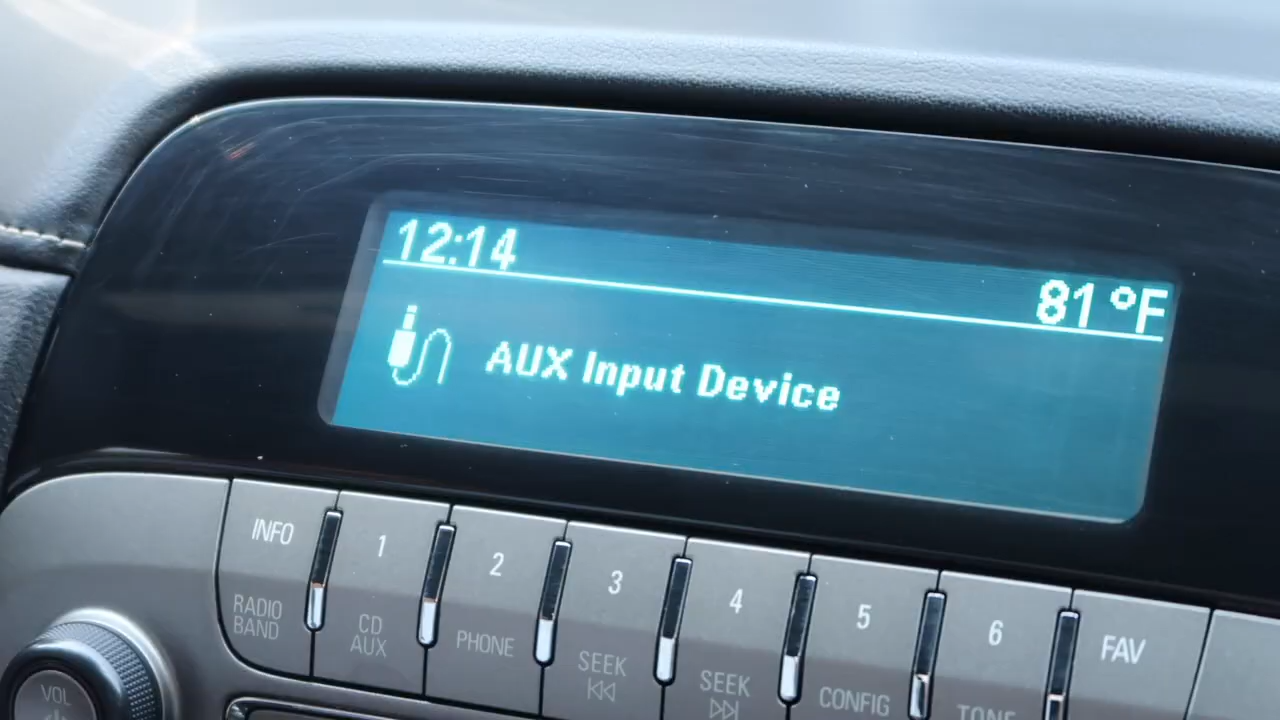 12:14
81°F
AUX Input Device
INFO
1
2
3
4
5
6
FAV
RADIO
BAND
CD
AUX
PHONE
SEEK
SEEK
CONFIG
TONE
VOL